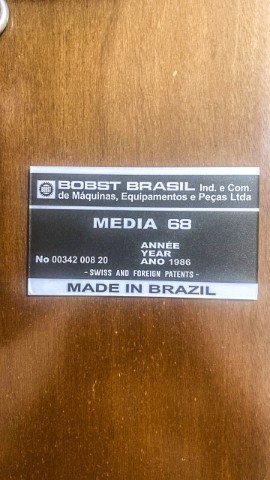 BOBST BRASIL Ind. e Com.
de Máquinas, Equipamentos e Peças Ltda
MEDIA 68
ANNÉE
YEAR
No 00342 008 20 ANO 1986
- SWISS AND FOREIGN PATENTS -
MADE IN BRAZIL